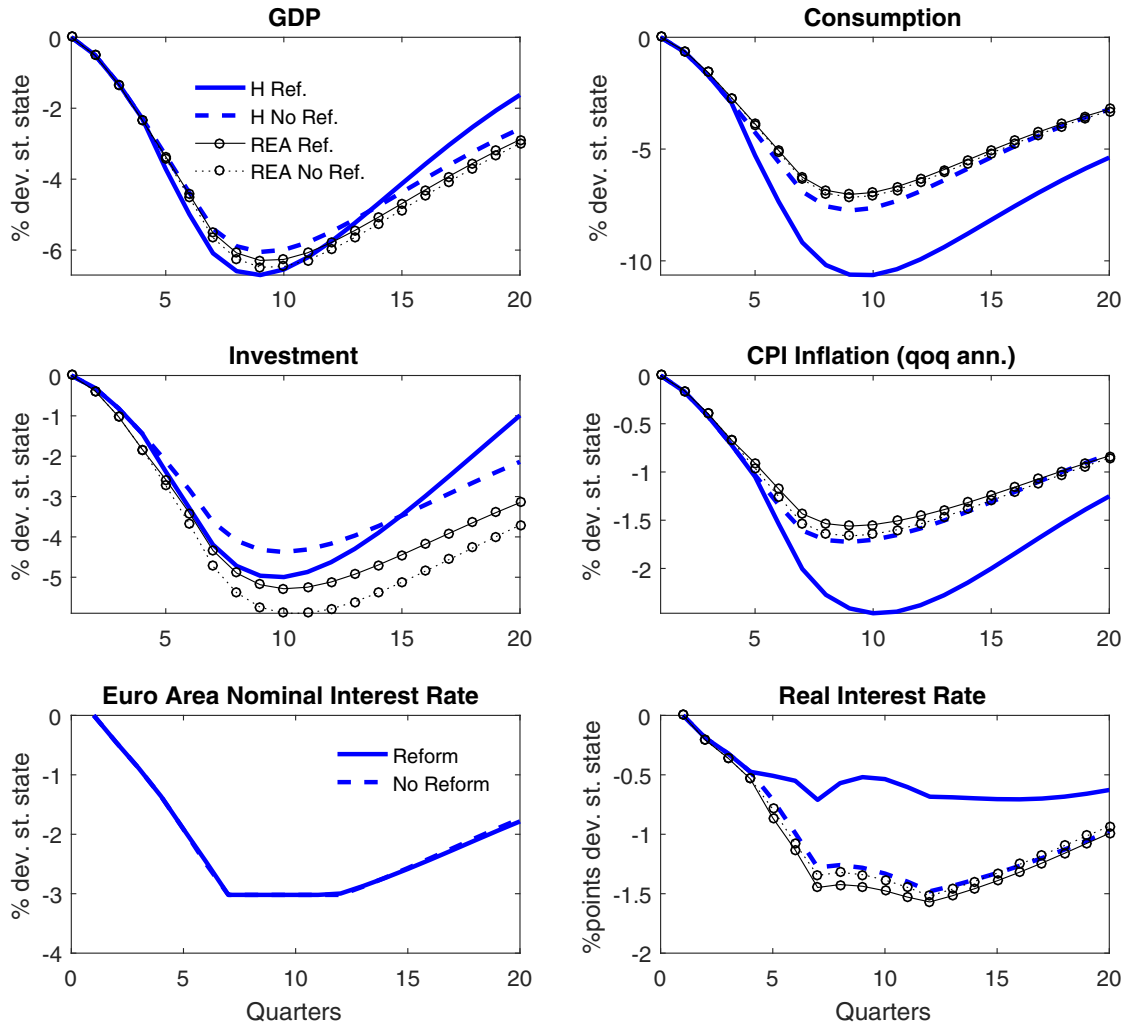 GDP
% dev. st. state
0
-2
-4
-6
5
10
15
20
H Ref.
H No Ref.
REA Ref.
REA No Ref.
Consumption
% dev. st. state
0
-5
-10
5
10
15
20
Investment
% dev. st. state
0
-1
-2
-3
-4
-5
5
10
15
20
CPI Inflation (qoq ann.)
% dev. st. state
0
-0.5
-1
-1.5
-2
5
10
15
20
Euro Area Nominal Interest Rate
% dev. st. state
0
-1
-2
-3
-4
0
5
10
15
20
Quarters
Reform
No Reform
Real Interest Rate
%points dev. st. state
0
-0.5
-1
-1.5
-2
0
5
10
15
20
Quarters